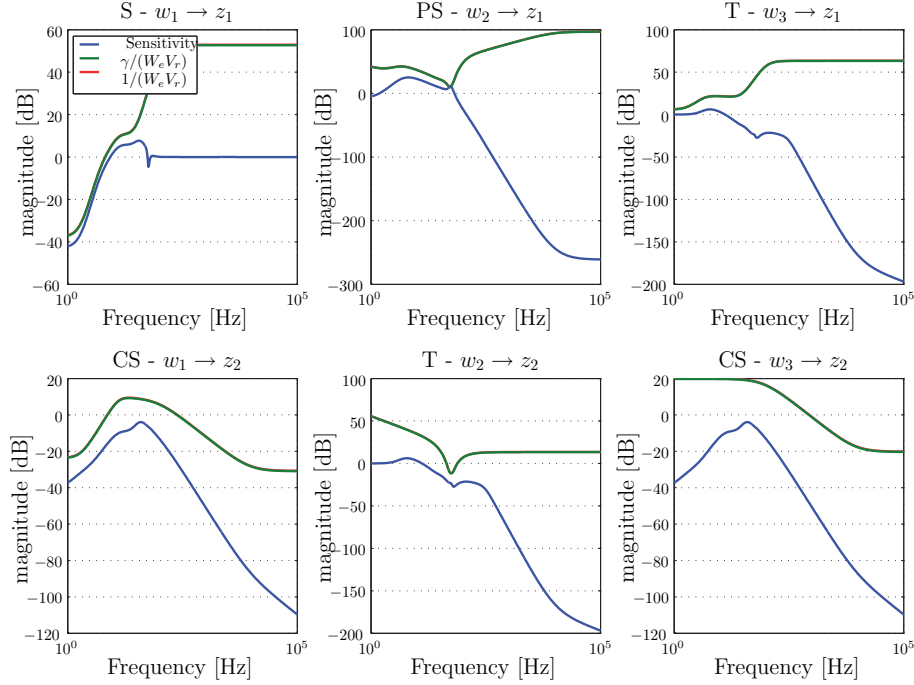 S - w₁ → z₁
60
40
20
0
−20
−40
−60
magnitude [dB]
Sensitivity
γ/(WₑVᵣ)
1/(WₑVᵣ)
10⁰
10⁵
Frequency [Hz]
PS - w₂ → z₁
100
0
−100
−200
−300
magnitude [dB]
10⁰
10⁵
Frequency [Hz]
T - w₃ → z₁
100
50
0
−50
−100
−150
−200
magnitude [dB]
10⁰
10⁵
Frequency [Hz]
CS - w₁ → z₂
20
0
−20
−40
−60
−80
−100
−120
magnitude [dB]
10⁰
10⁵
Frequency [Hz]
T - w₂ → z₂
100
50
0
−50
−100
−150
−200
magnitude [dB]
10⁰
10⁵
Frequency [Hz]
CS - w₃ → z₂
20
0
−20
−40
−60
−80
−100
−120
magnitude [dB]
10⁰
10⁵
Frequency [Hz]